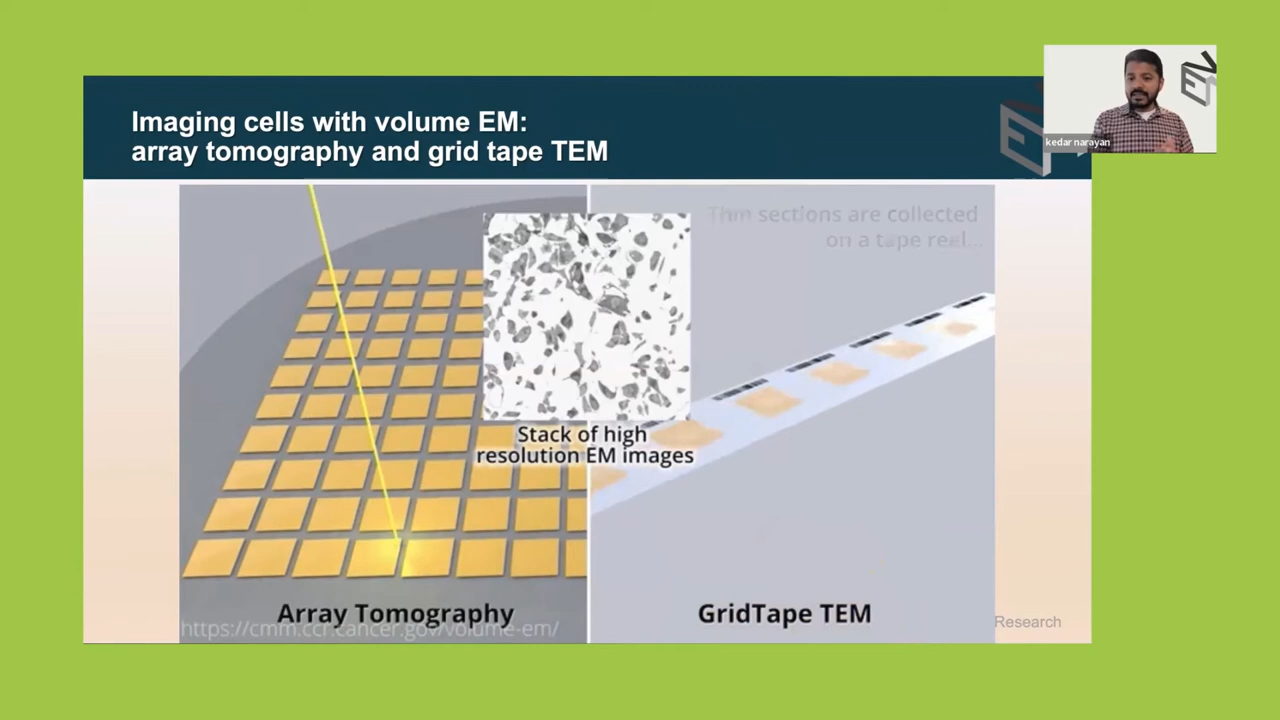 Imaging cells with volume EM:
array tomography and grid tape TEM
kedar narayan
Thin sections are collected
on a tape reel...
Stack of high
resolution EM images
Array Tomography
GridTape TEM
https://cmm.ccr.cancer.gov/volume-em/
Research